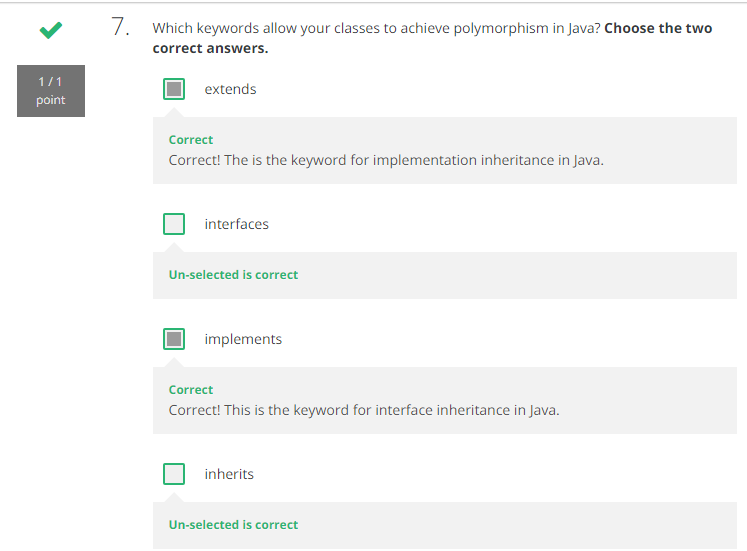 7. Which keywords allow your classes to achieve polymorphism in Java? Choose the two
correct answers.
1 / 1
point
extends
Correct
Correct! The is the keyword for implementation inheritance in Java.
interfaces
Un-selected is correct
implements
Correct
Correct! This is the keyword for interface inheritance in Java.
inherits
Un-selected is correct